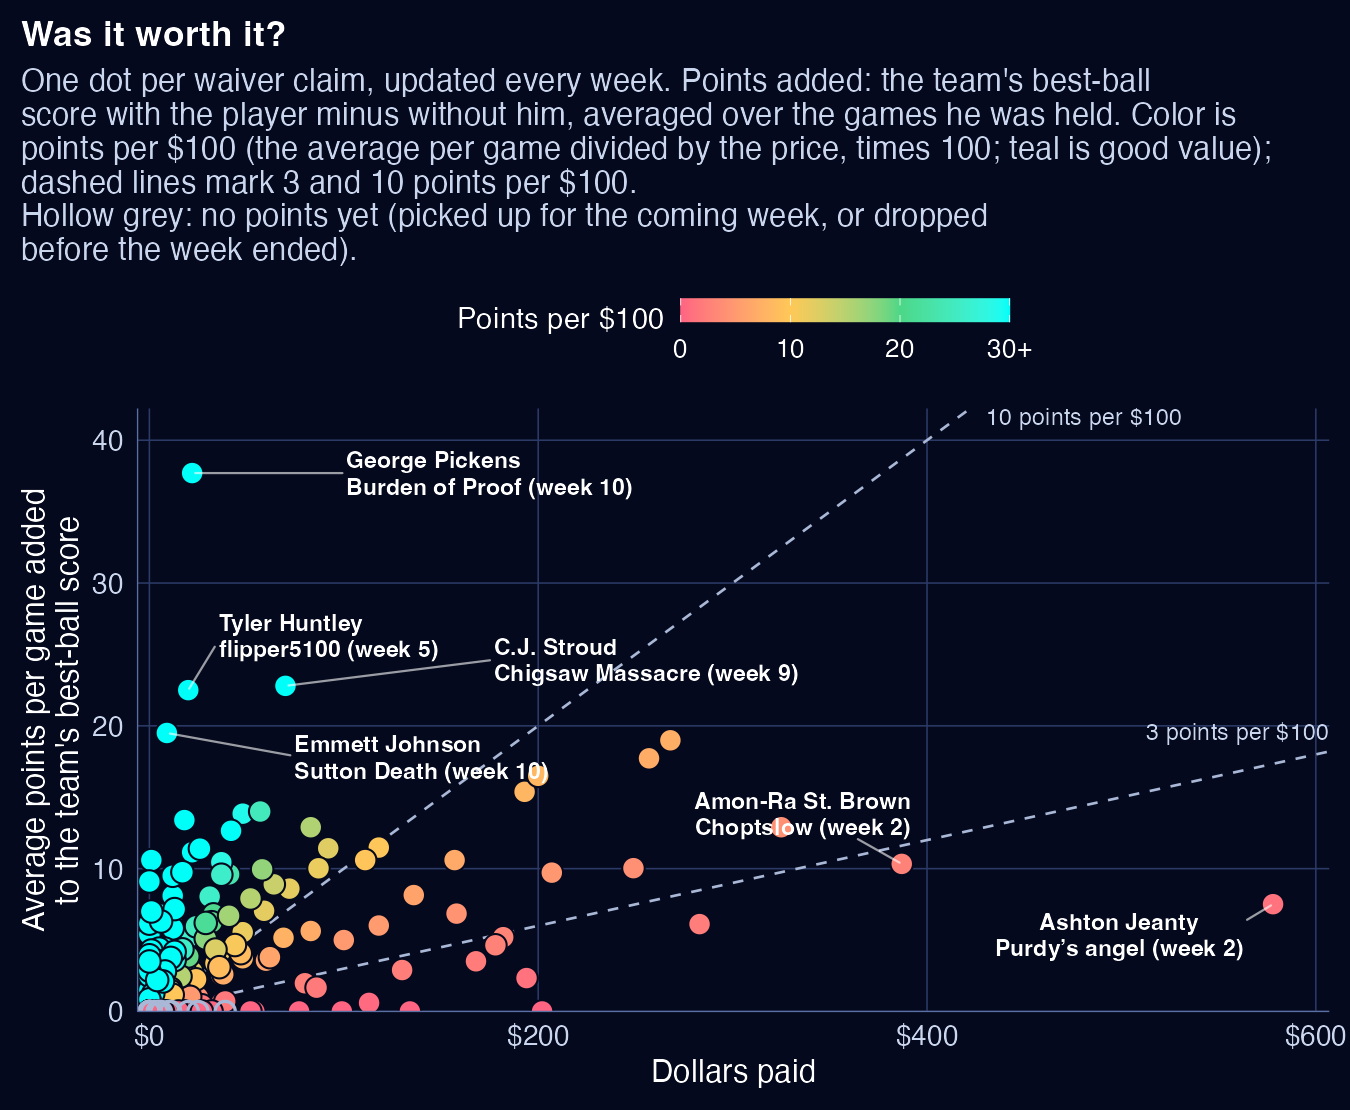 Was it worth it?
One dot per waiver claim, updated every week. Points added: the team's best-ball
score with the player minus without him, averaged over the games he was held. Color is
points per $100 (the average per game divided by the price, times 100; teal is good value);
dashed lines mark 3 and 10 points per $100.
Hollow grey: no points yet (picked up for the coming week, or dropped
before the week ended).
Points per $100
0 10 20 30+
10 points per $100
40
George Pickens
Burden of Proof (week 10)
30
Tyler Huntley
flipper5100 (week 5)
C.J. Stroud
Chigsaw Massacre (week 9)
20
3 points per $100
Emmett Johnson
Sutton Death (week 10)
Amon-Ra St. Brown
Choptslow (week 2)
10
Ashton Jeanty
Purdy’s angel (week 2)
0
Average points per game added
to the team's best-ball score
$0 $200 $400 $600
Dollars paid